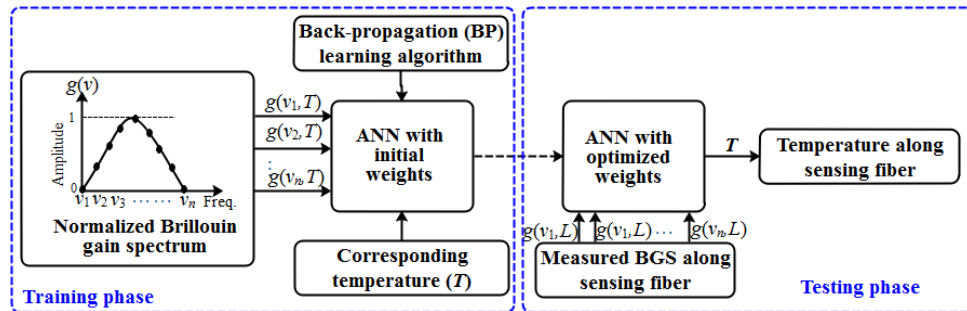 Back-propagation (BP)
learning algorithm
g(v)
Amplitude
1
0
v1 v2 v3 ... ... vn Freq.
Normalized Brillouin
gain spectrum
g(v1,T)
g(v2,T)
⋮
g(vn,T)
ANN with
initial
weights
Corresponding
temperature (T)
Training phase
ANN with
optimized
weights
T
Temperature along
sensing fiber
g(v1,L) g(v1,L) ... g(vn,L)
Measured BGS along
sensing fiber
Testing phase